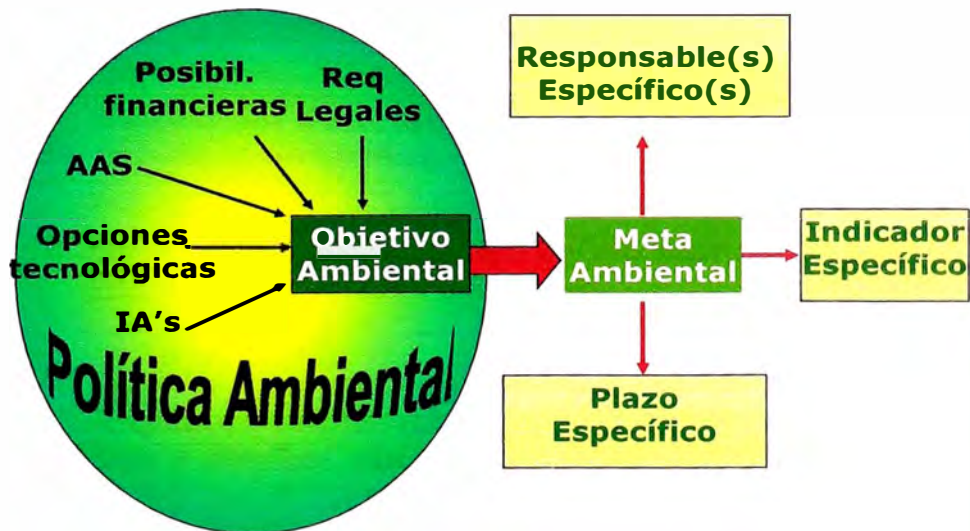 Posibil.
financieras
Req
Legales
AAS
Opciones
tecnológicas
IA's
Objetivo
Ambiental
Política Ambiental
Meta
Ambiental
Responsable(s)
Específico(s)
Indicador
Específico
Plazo
Específico